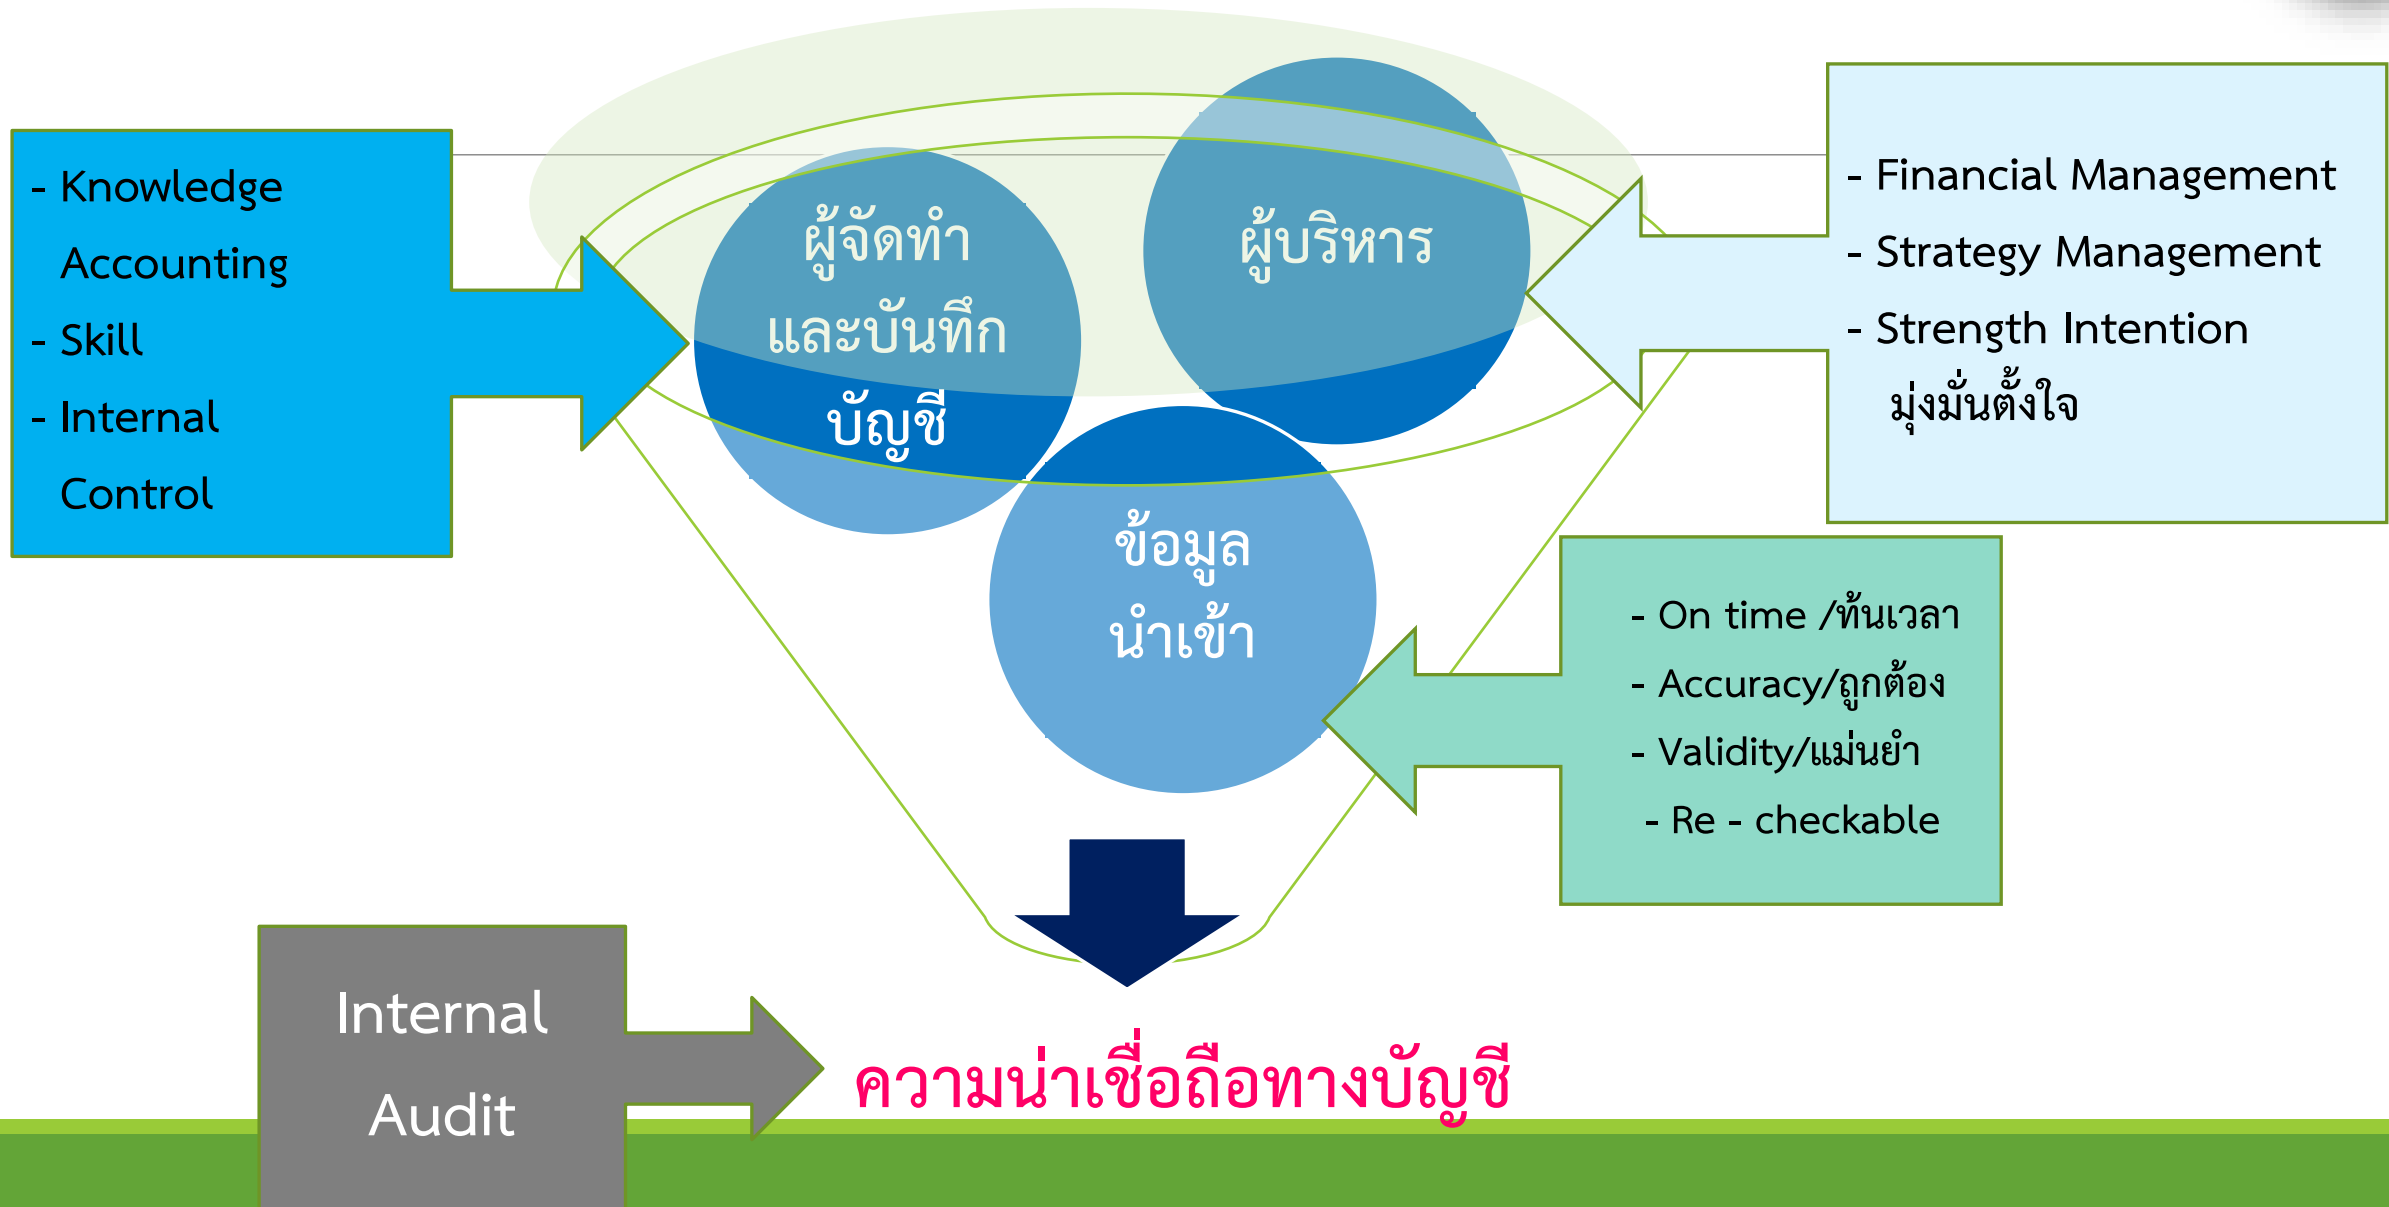 - Knowledge
Accounting
- Skill
- Internal
Control
ผู้จัดทำ
และบันทึก
บัญชี
ผู้บริหาร
- Financial Management
- Strategy Management
- Strength Intention
มุ่งมั่นตั้งใจ
ข้อมูล
นำเข้า
- On time /ท้นเวลา
- Accuracy/ถูกต้อง
- Validity/แม่นยำ
- Re - checkable
Internal
Audit
ความน่าเชื่อถือทางบัญชี